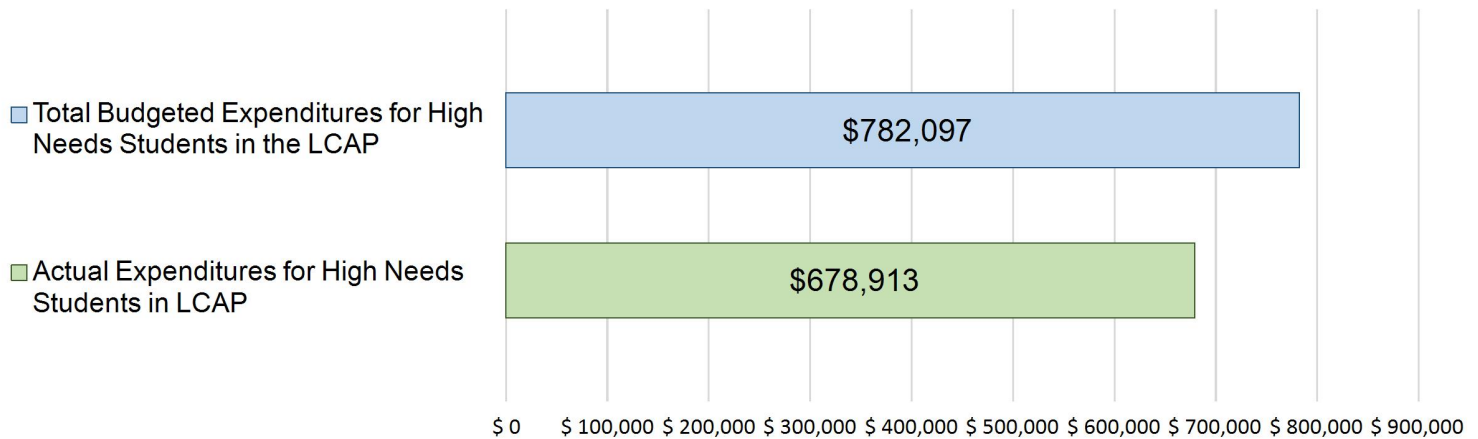 Total Budgeted Expenditures for High
Needs Students in the LCAP
$782,097
Actual Expenditures for High Needs
Students in LCAP
$678,913
$ 0 $ 100,000 $ 200,000 $ 300,000 $ 400,000 $ 500,000 $ 600,000 $ 700,000 $ 800,000 $ 900,000